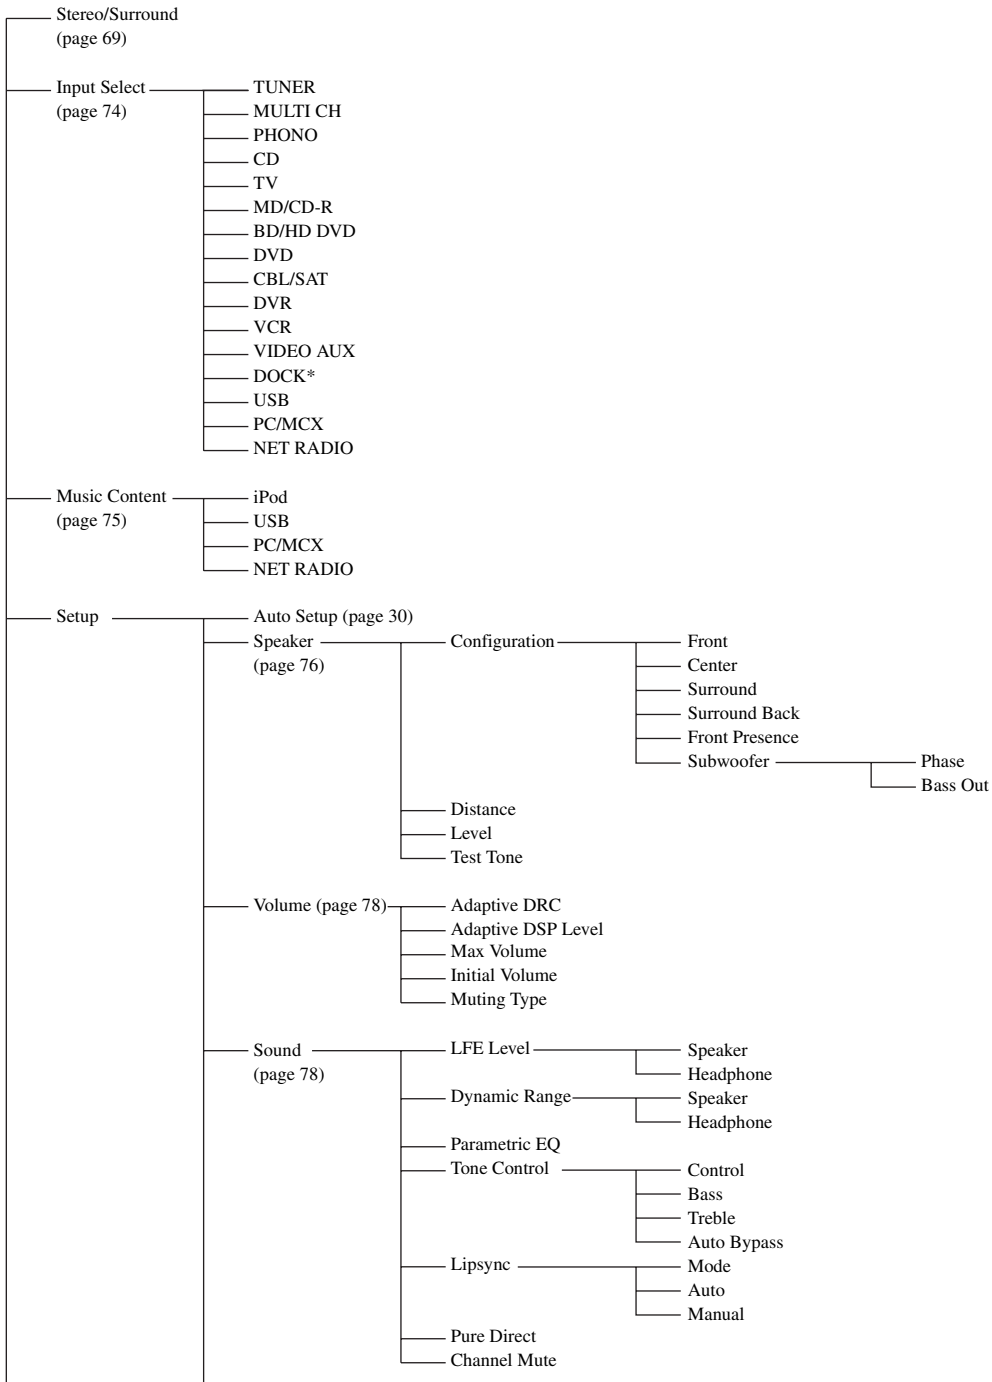 Stereo/Surround
(page 69)
Input Select
(page 74)
TUNER
MULTI CH
PHONO
CD
TV
MD/CD-R
BD/HD DVD
DVD
CBL/SAT
DVR
VCR
VIDEO AUX
DOCK*
USB
PC/MCX
NET RADIO
Music Content
(page 75)
iPod
USB
PC/MCX
NET RADIO
Setup
Auto Setup (page 30)
Speaker
(page 76)
Configuration
Front
Center
Surround
Surround Back
Front Presence
Subwoofer
Phase
Bass Out
Distance
Level
Test Tone
Volume (page 78)
Adaptive DRC
Adaptive DSP Level
Max Volume
Initial Volume
Muting Type
Sound
(page 78)
LFE Level
Speaker
Headphone
Dynamic Range
Speaker
Headphone
Parametric EQ
Tone Control
Control
Bass
Treble
Auto Bypass
Lipsync
Mode
Auto
Manual
Pure Direct
Channel Mute